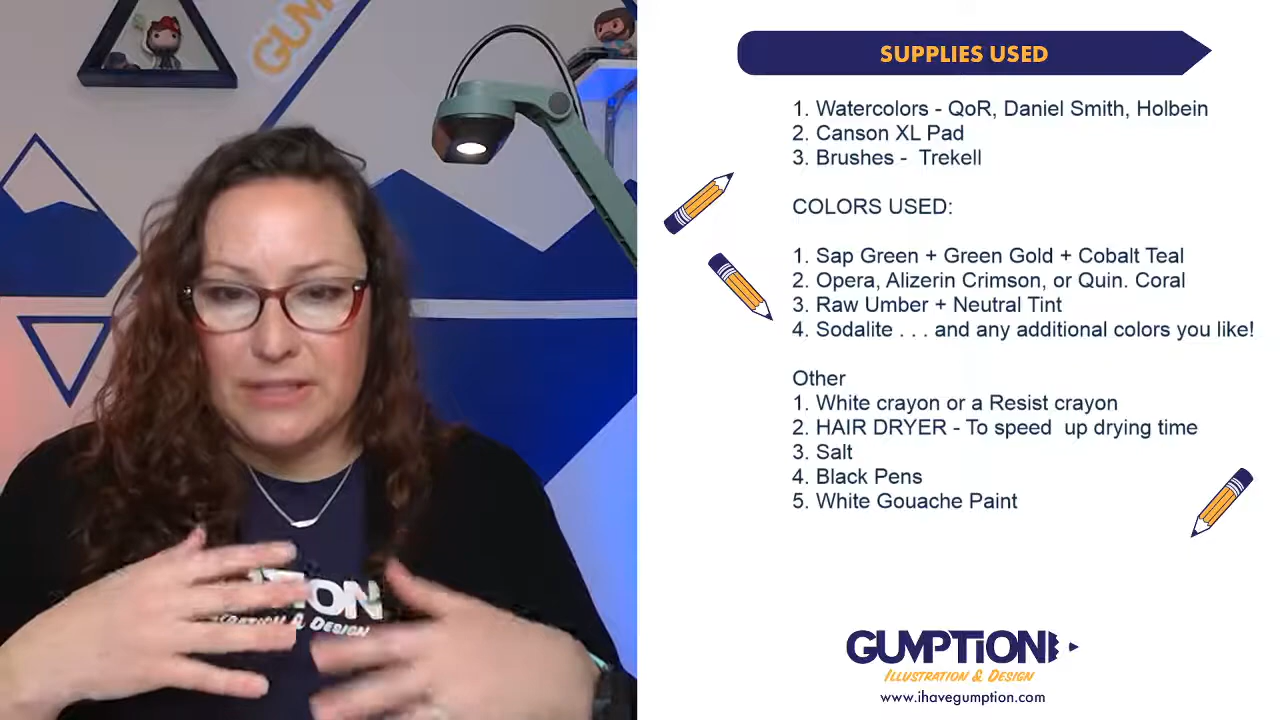 GUM
SUPPLIES USED
1. Watercolors - QoR, Daniel Smith, Holbein
2. Canson XL Pad
3. Brushes - Trekell
COLORS USED:
1. Sap Green + Green Gold + Cobalt Teal
2. Opera, Alizerin Crimson, or Quin. Coral
3. Raw Umber + Neutral Tint
4. Sodalite . . . and any additional colors you like!
Other
1. White crayon or a Resist crayon
2. HAIR DRYER - To speed up drying time
3. Salt
4. Black Pens
5. White Gouache Paint
GUMPTION
ILLUSTRATION & DESIGN
www.ihavegumption.com
& DESIGN